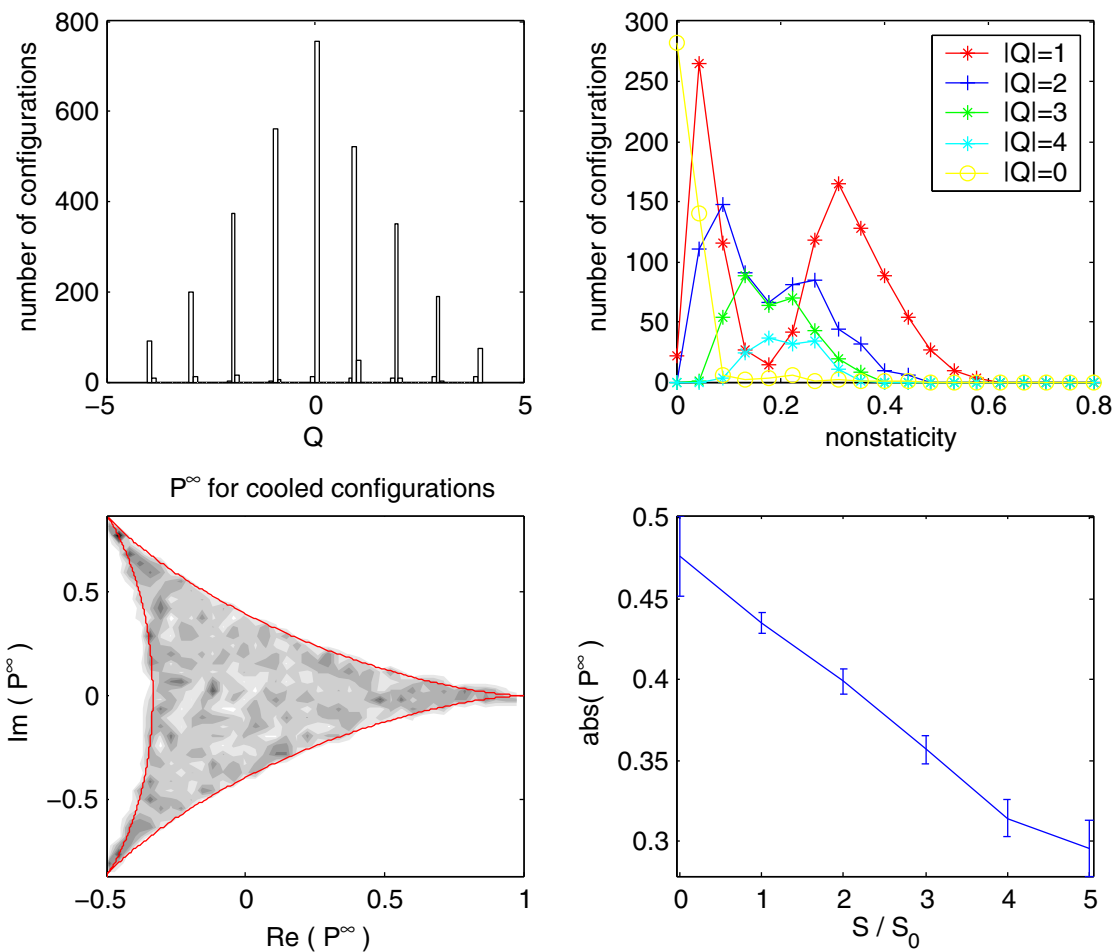 800
600
400
200
0
−5
0
5
number of configurations
Q
300
250
200
150
100
50
0
0
0.2
0.4
0.6
0.8
number of configurations
nonstaticity
|Q|=1
|Q|=2
|Q|=3
|Q|=4
|Q|=0
P∞ for cooled configurations
0.5
0
−0.5
−0.5
0
0.5
1
Im ( P∞ )
Re ( P∞ )
0.5
0.45
0.4
0.35
0.3
0
1
2
3
4
5
abs( P∞ )
S / S0